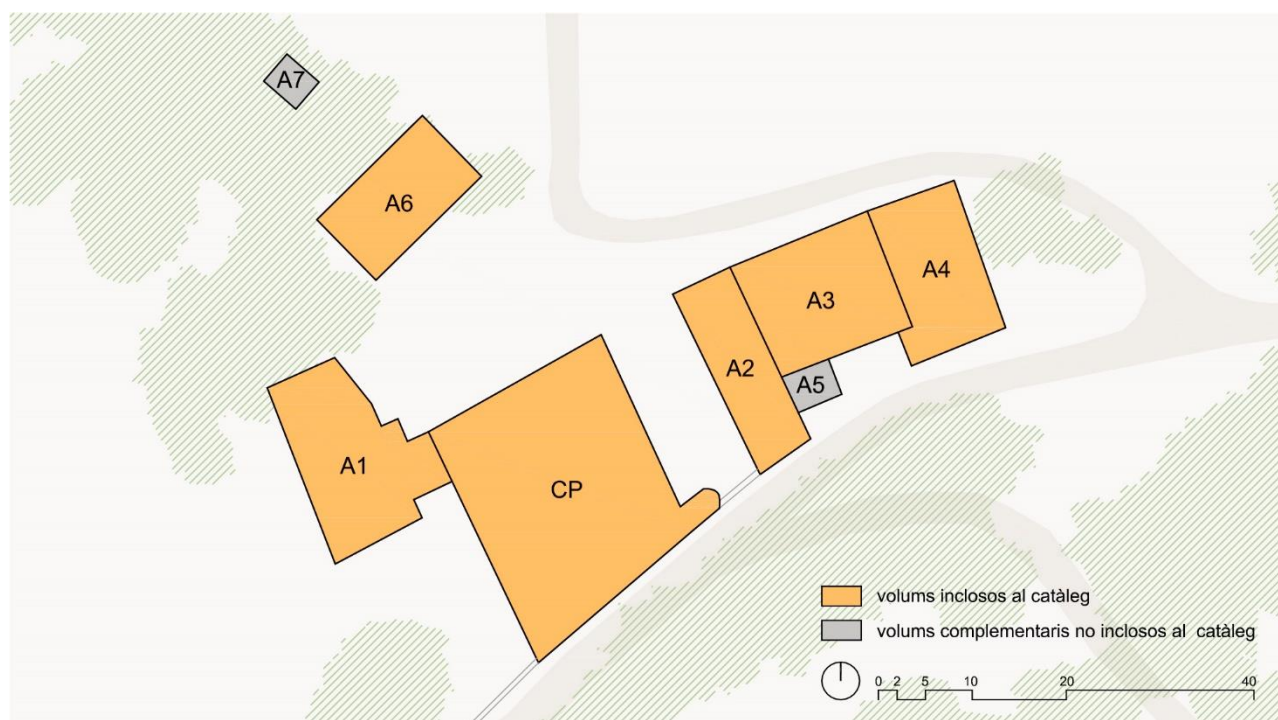 A7
A6
A4
A3
A2
A5
A1
CP
volums inclosos al catàleg
volums complementaris no inclosos al catàleg
0 2 5 10 20 40